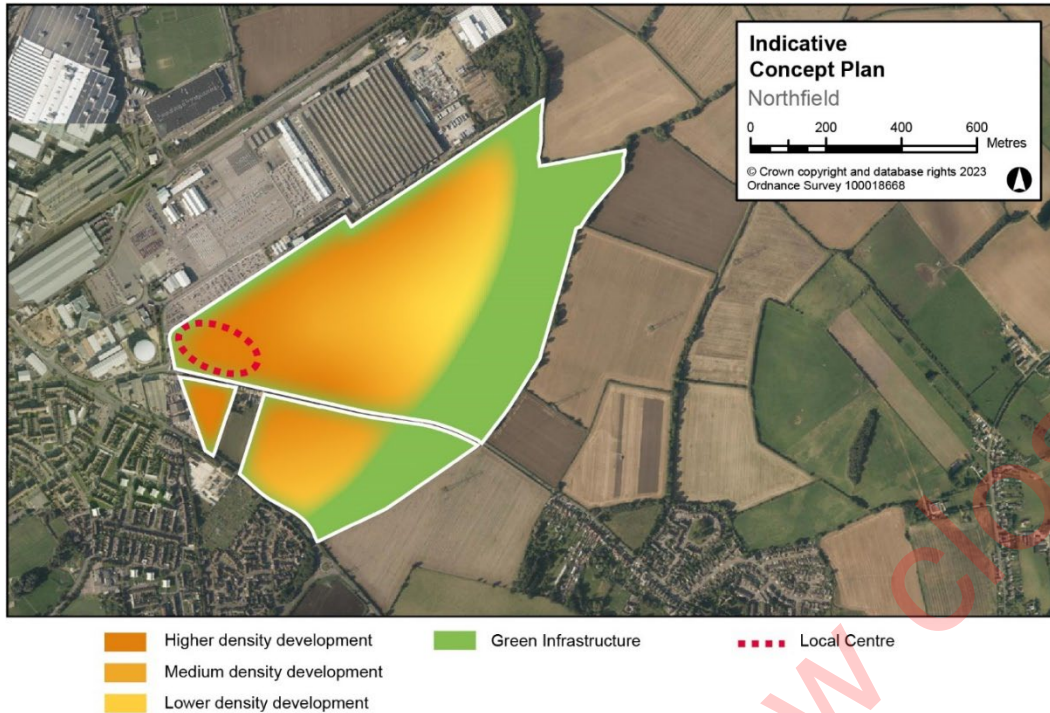 Indicative
Concept Plan
Northfield
0 200 400 600
Metres
© Crown copyright and database rights 2023
Ordnance Survey 100018668
Higher density development
Medium density development
Lower density development
Green Infrastructure
Local Centre